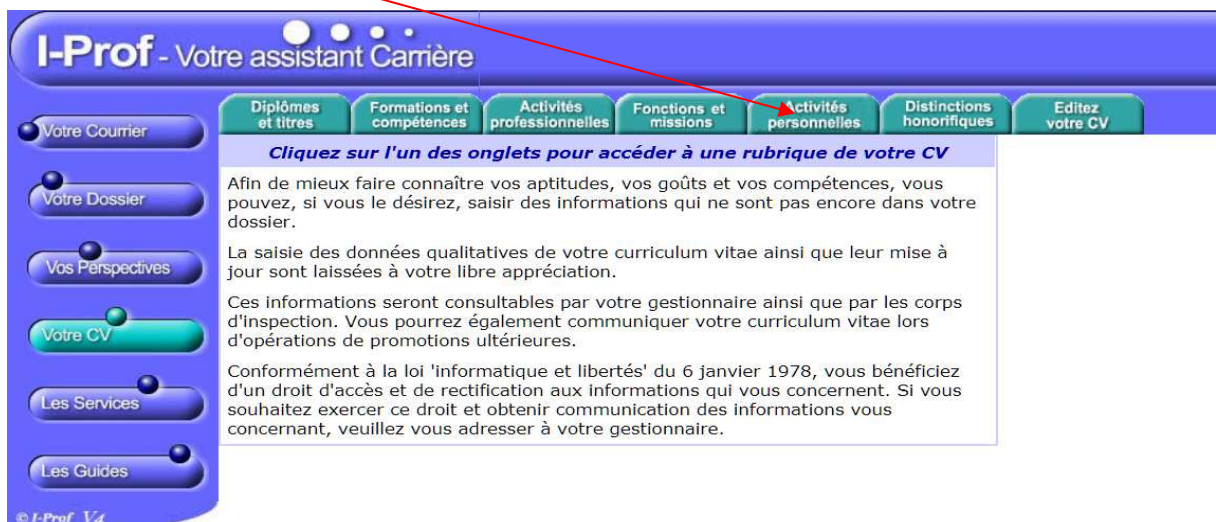 I-Prof - Votre assistant Carrière
Diplômes et titres
Formations et compétences
Activités professionnelles
Fonctions et missions
Activités personnelles
Distinctions honorifiques
Editez votre CV
Votre Courrier
Votre Dossier
Vos Perspectives
Votre CV
Les Services
Les Guides
© I-Prof V4
Cliquez sur l'un des onglets pour accéder à une rubrique de votre CV
Afin de mieux faire connaître vos aptitudes, vos goûts et vos compétences, vous
pouvez, si vous le désirez, saisir des informations qui ne sont pas encore dans votre
dossier.
La saisie des données qualitatives de votre curriculum vitae ainsi que leur mise à
jour sont laissées à votre libre appréciation.
Ces informations seront consultables par votre gestionnaire ainsi que par les corps
d'inspection. Vous pourrez également communiquer votre curriculum vitae lors
d'opérations de promotions ultérieures.
Conformément à la loi 'informatique et libertés' du 6 janvier 1978, vous bénéficiez
d'un droit d'accès et de rectification aux informations qui vous concernent. Si vous
souhaitez exercer ce droit et obtenir communication des informations vous
concernant, veuillez vous adresser à votre gestionnaire.